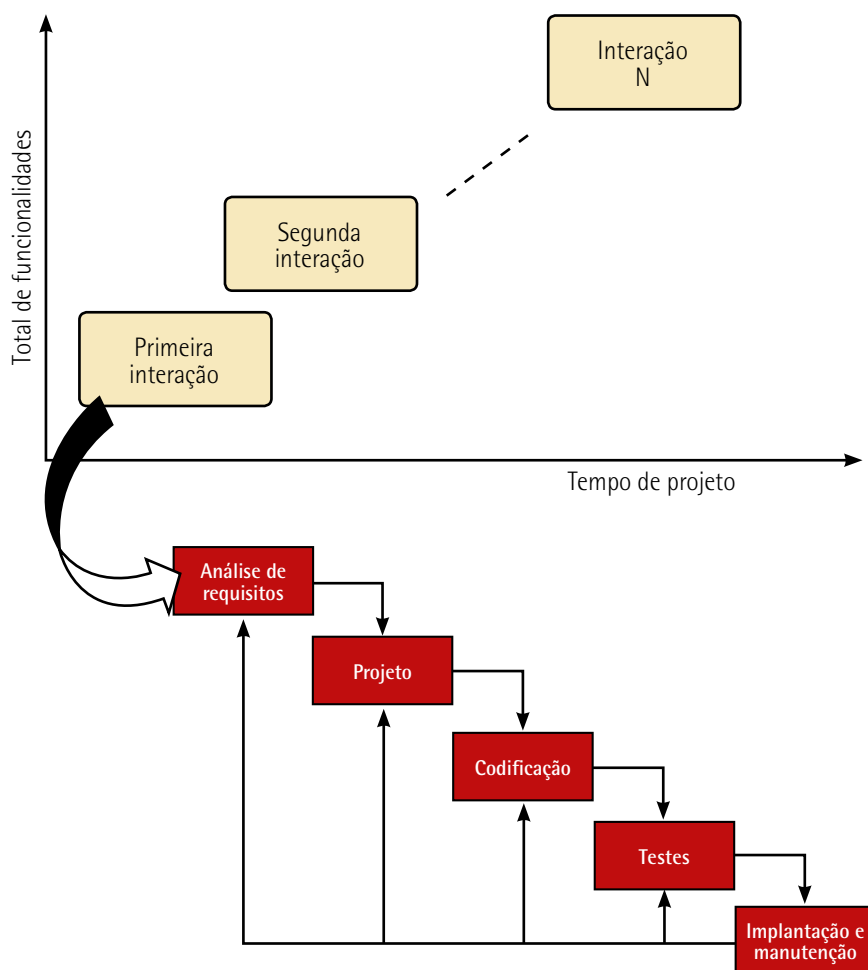 Total de funcionalidades
Interação
N
Segunda
interação
Primeira
interação
Tempo de projeto
Análise de
requisitos
Projeto
Codificação
Testes
Implantação e
manutenção